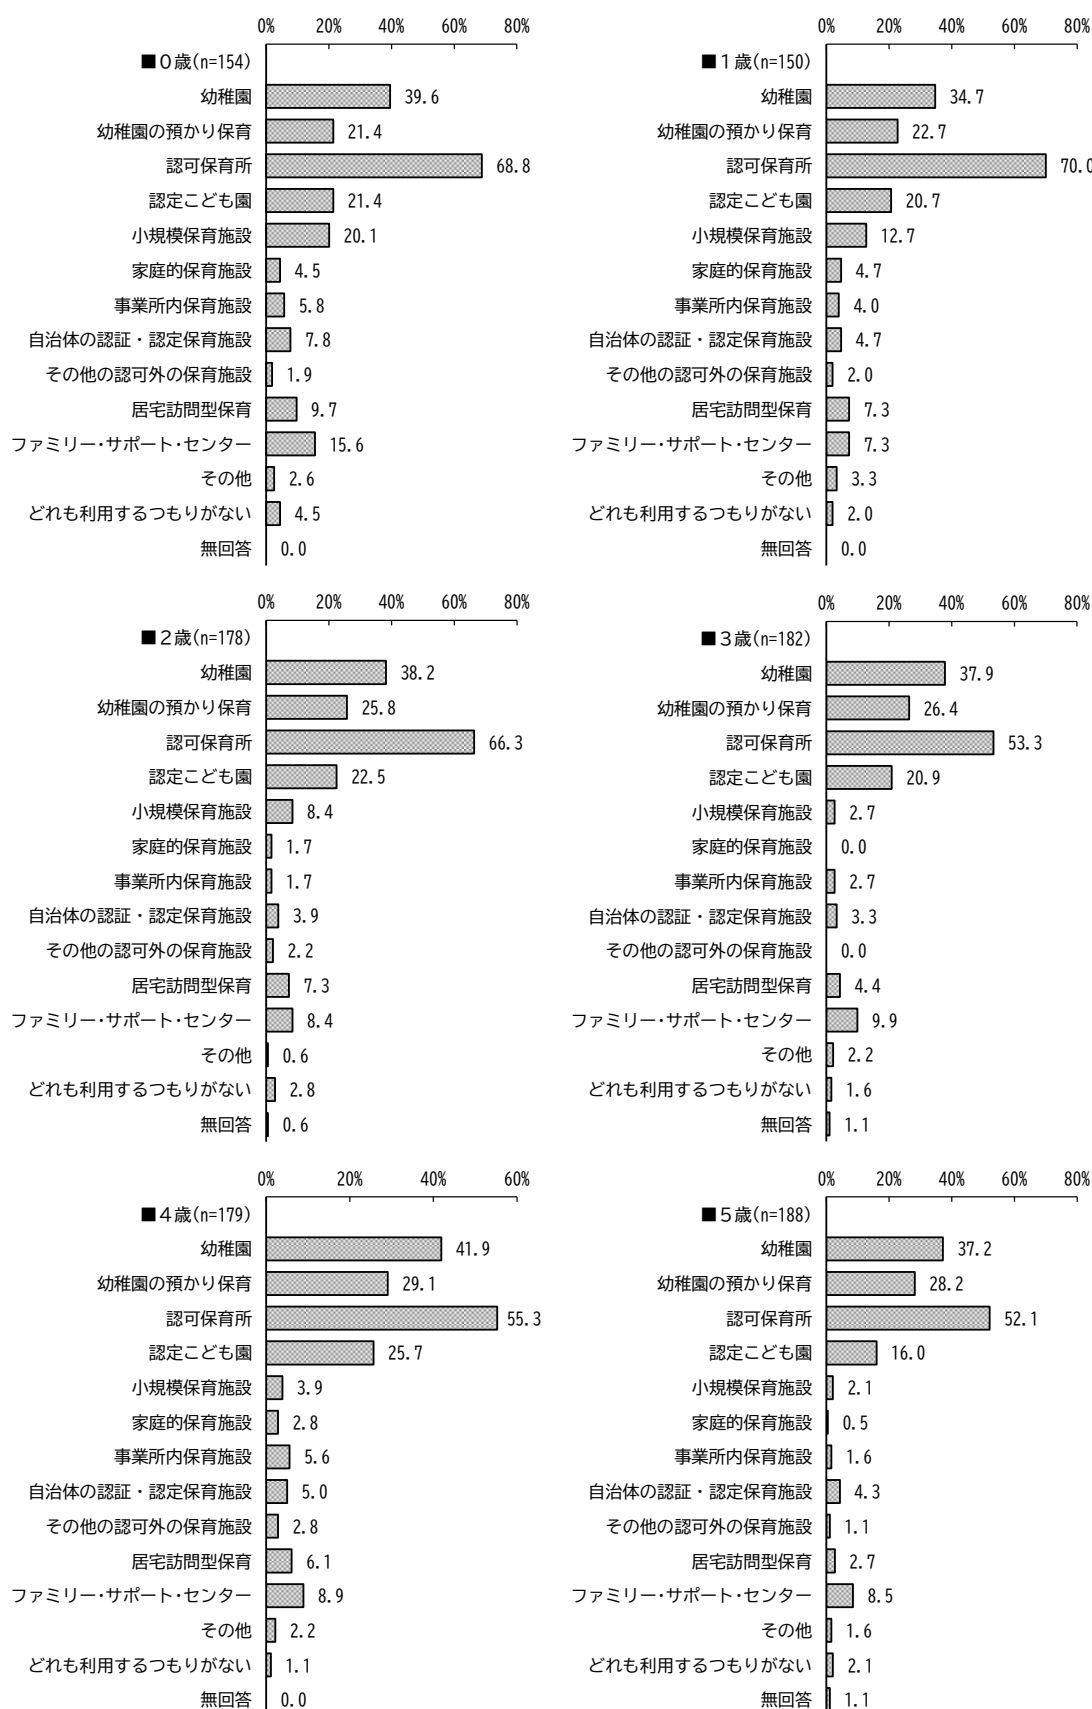 0% 20% 40% 60% 80%
■０歳(n=154)
幼稚園 39.6
幼稚園の預かり保育 21.4
認可保育所 68.8
認定こども園 21.4
小規模保育施設 20.1
家庭的保育施設 4.5
事業所内保育施設 5.8
自治体の認証・認定保育施設 7.8
その他の認可外の保育施設 1.9
居宅訪問型保育 9.7
ファミリー・サポート・センター 15.6
その他 2.6
どれも利用するつもりがない 4.5
無回答 0.0
0% 20% 40% 60% 80%
■１歳(n=150)
幼稚園 34.7
幼稚園の預かり保育 22.7
認可保育所 70.0
認定こども園 20.7
小規模保育施設 12.7
家庭的保育施設 4.7
事業所内保育施設 4.0
自治体の認証・認定保育施設 4.7
その他の認可外の保育施設 2.0
居宅訪問型保育 7.3
ファミリー・サポート・センター 7.3
その他 3.3
どれも利用するつもりがない 2.0
無回答 0.0
0% 20% 40% 60% 80%
■２歳(n=178)
幼稚園 38.2
幼稚園の預かり保育 25.8
認可保育所 66.3
認定こども園 22.5
小規模保育施設 8.4
家庭的保育施設 1.7
事業所内保育施設 1.7
自治体の認証・認定保育施設 3.9
その他の認可外の保育施設 2.2
居宅訪問型保育 7.3
ファミリー・サポート・センター 8.4
その他 0.6
どれも利用するつもりがない 2.8
無回答 0.6
0% 20% 40% 60% 80%
■３歳(n=182)
幼稚園 37.9
幼稚園の預かり保育 26.4
認可保育所 53.3
認定こども園 20.9
小規模保育施設 2.7
家庭的保育施設 0.0
事業所内保育施設 2.7
自治体の認証・認定保育施設 3.3
その他の認可外の保育施設 0.0
居宅訪問型保育 4.4
ファミリー・サポート・センター 9.9
その他 2.2
どれも利用するつもりがない 1.6
無回答 1.1
0% 20% 40% 60%
■４歳(n=179)
幼稚園 41.9
幼稚園の預かり保育 29.1
認可保育所 55.3
認定こども園 25.7
小規模保育施設 3.9
家庭的保育施設 2.8
事業所内保育施設 5.6
自治体の認証・認定保育施設 5.0
その他の認可外の保育施設 2.8
居宅訪問型保育 6.1
ファミリー・サポート・センター 8.9
その他 2.2
どれも利用するつもりがない 1.1
無回答 0.0
0% 20% 40% 60% 80%
■５歳(n=188)
幼稚園 37.2
幼稚園の預かり保育 28.2
認可保育所 52.1
認定こども園 16.0
小規模保育施設 2.1
家庭的保育施設 0.5
事業所内保育施設 1.6
自治体の認証・認定保育施設 4.3
その他の認可外の保育施設 1.1
居宅訪問型保育 2.7
ファミリー・サポート・センター 8.5
その他 1.6
どれも利用するつもりがない 2.1
無回答 1.1